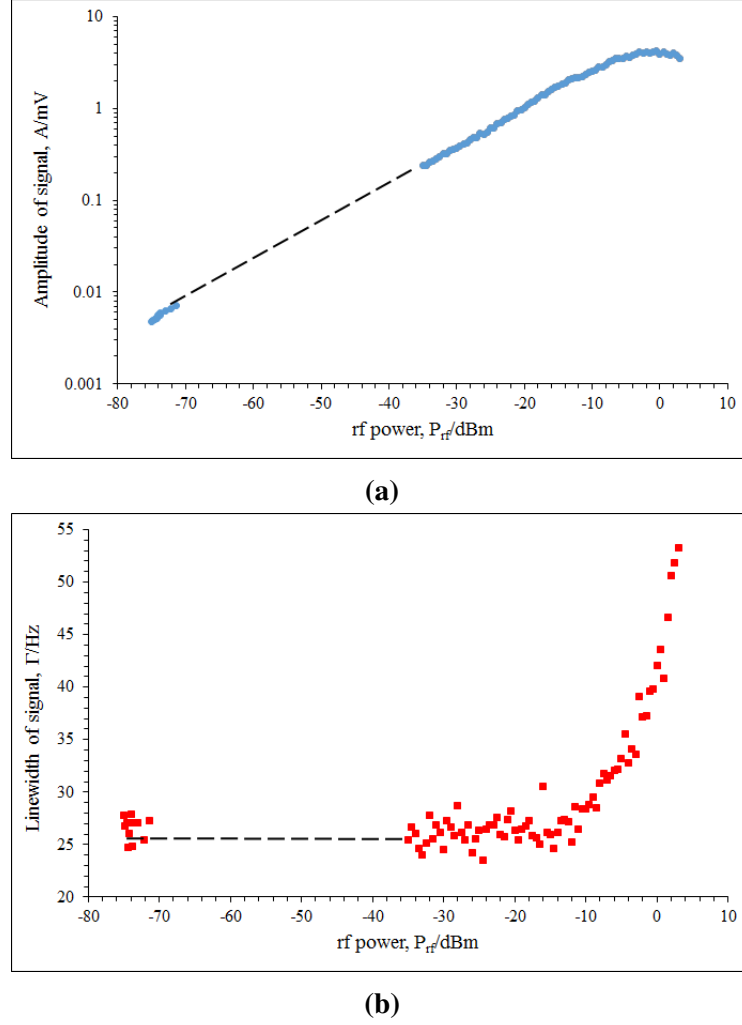 10
1
0.1
0.01
0.001
Amplitude of signal, A/mV
-80 -70 -60 -50 -40 -30 -20 -10 0 10
rf power, Prf/dBm
(a)
55
50
45
40
35
30
25
20
Linewidth of signal, Γ/Hz
-80 -70 -60 -50 -40 -30 -20 -10 0 10
rf power, Prf/dBm
(b)